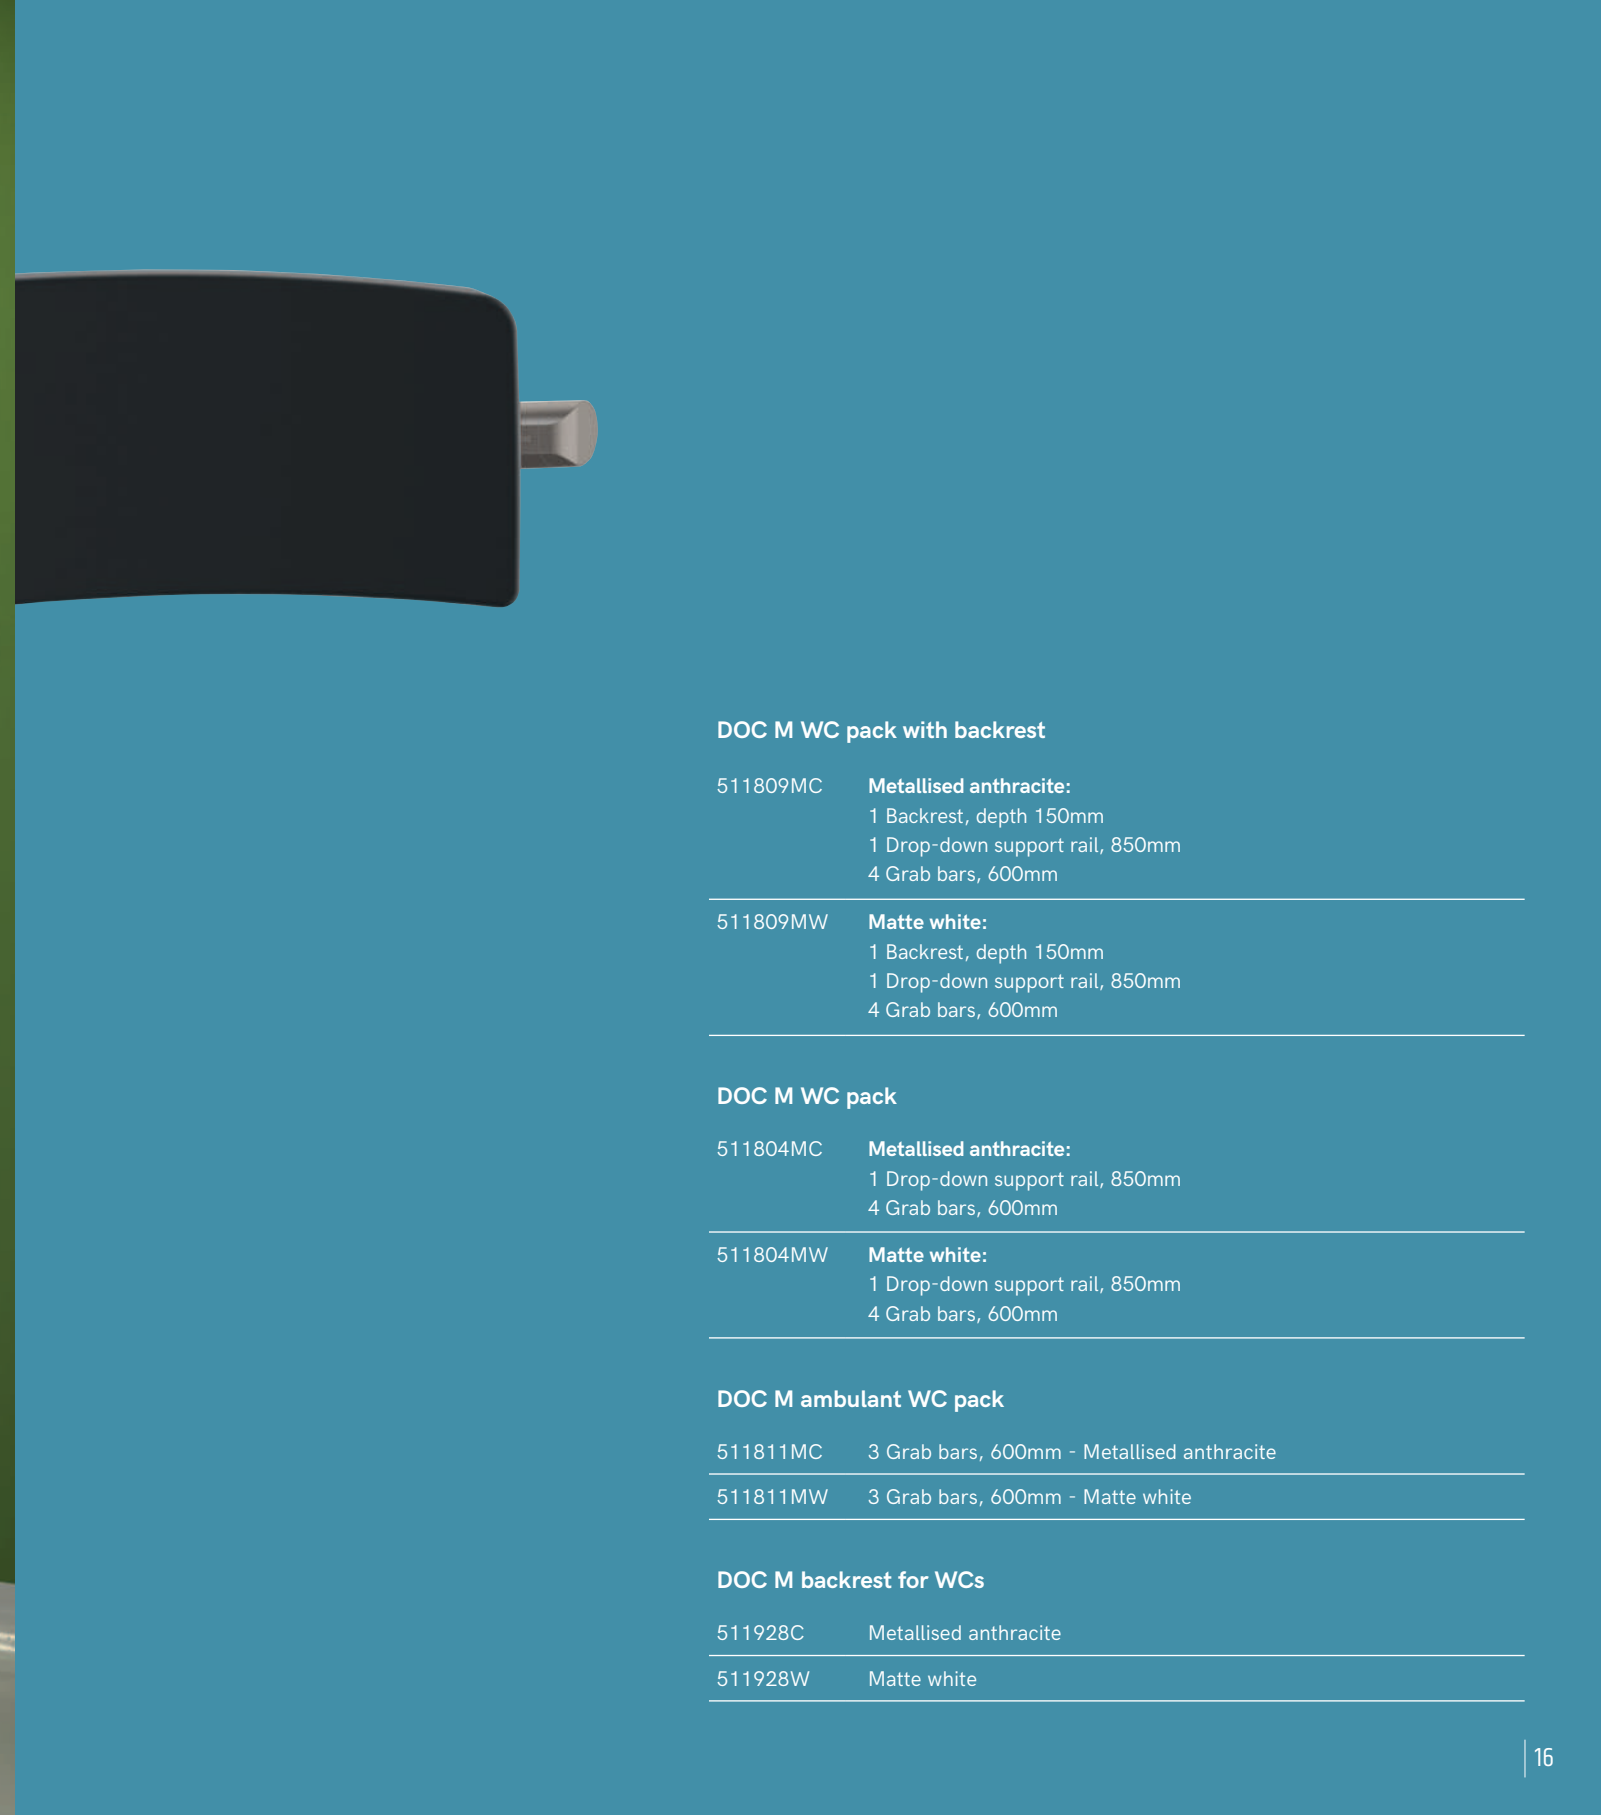 DOC M WC pack with backrest
511809MC Metallised anthracite:
1 Backrest, depth 150mm
1 Drop-down support rail, 850mm
4 Grab bars, 600mm
511809MW Matte white:
1 Backrest, depth 150mm
1 Drop-down support rail, 850mm
4 Grab bars, 600mm
DOC M WC pack
511804MC Metallised anthracite:
1 Drop-down support rail, 850mm
4 Grab bars, 600mm
511804MW Matte white:
1 Drop-down support rail, 850mm
4 Grab bars, 600mm
DOC M ambulant WC pack
511811MC 3 Grab bars, 600mm - Metallised anthracite
511811MW 3 Grab bars, 600mm - Matte white
DOC M backrest for WCs
511928C Metallised anthracite
511928W Matte white
16